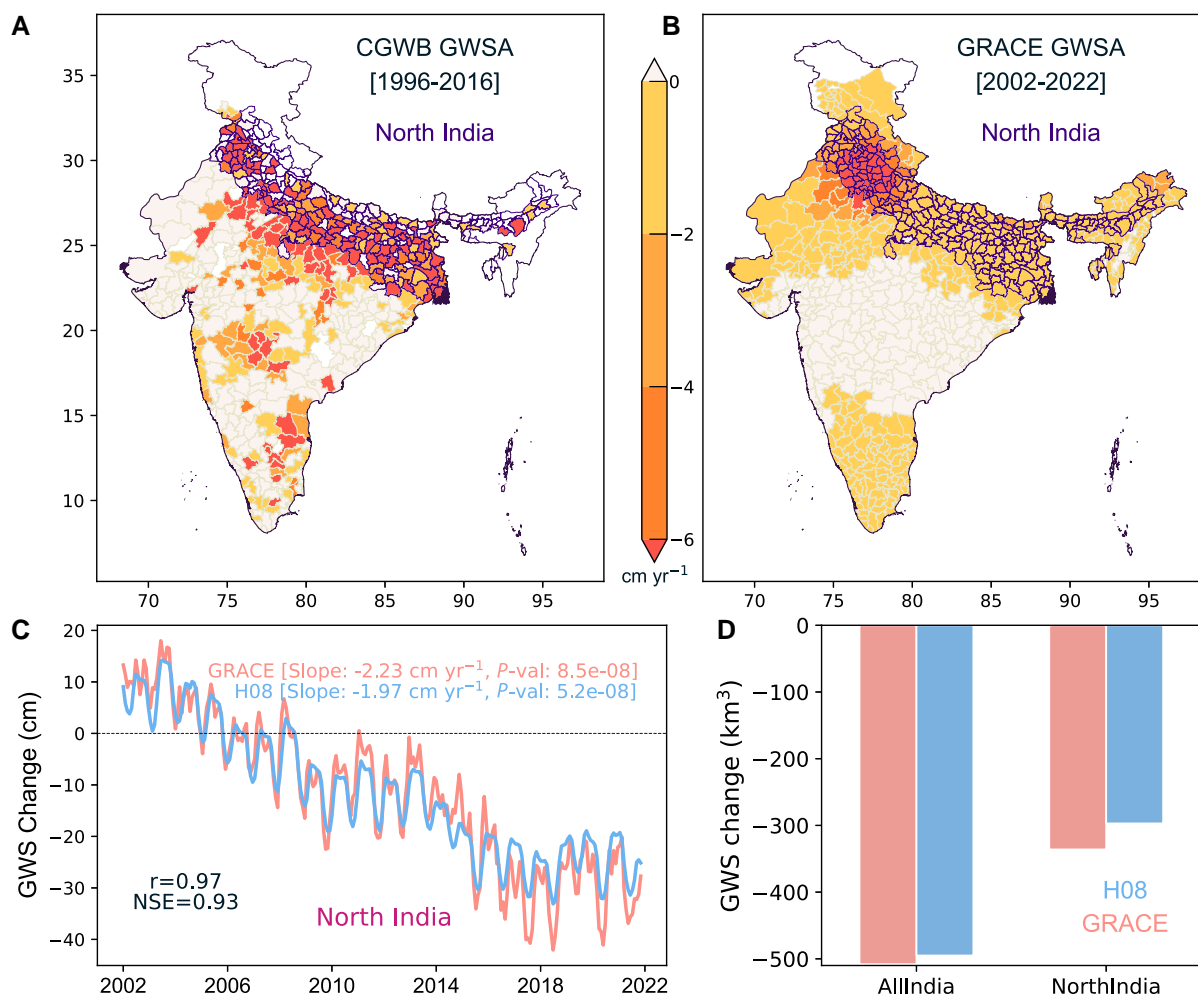 A
CGWB GWSA
[1996-2016]
North India
35
30
25
20
15
10
70 75 80 85 90 95
0
−2
−4
−6
cm yr⁻¹
B
GRACE GWSA
[2002-2022]
North India
70 75 80 85 90 95
C
GRACE [Slope: -2.23 cm yr⁻¹, P-val: 8.5e-08]
H08 [Slope: -1.97 cm yr⁻¹, P-val: 5.2e-08]
GWS Change (cm)
20
10
0
−10
−20
−30
−40
r=0.97
NSE=0.93
North India
2002 2006 2010 2014 2018 2022
D
GWS change (km³)
0
−100
−200
−300
−400
−500
H08
GRACE
AllIndia NorthIndia